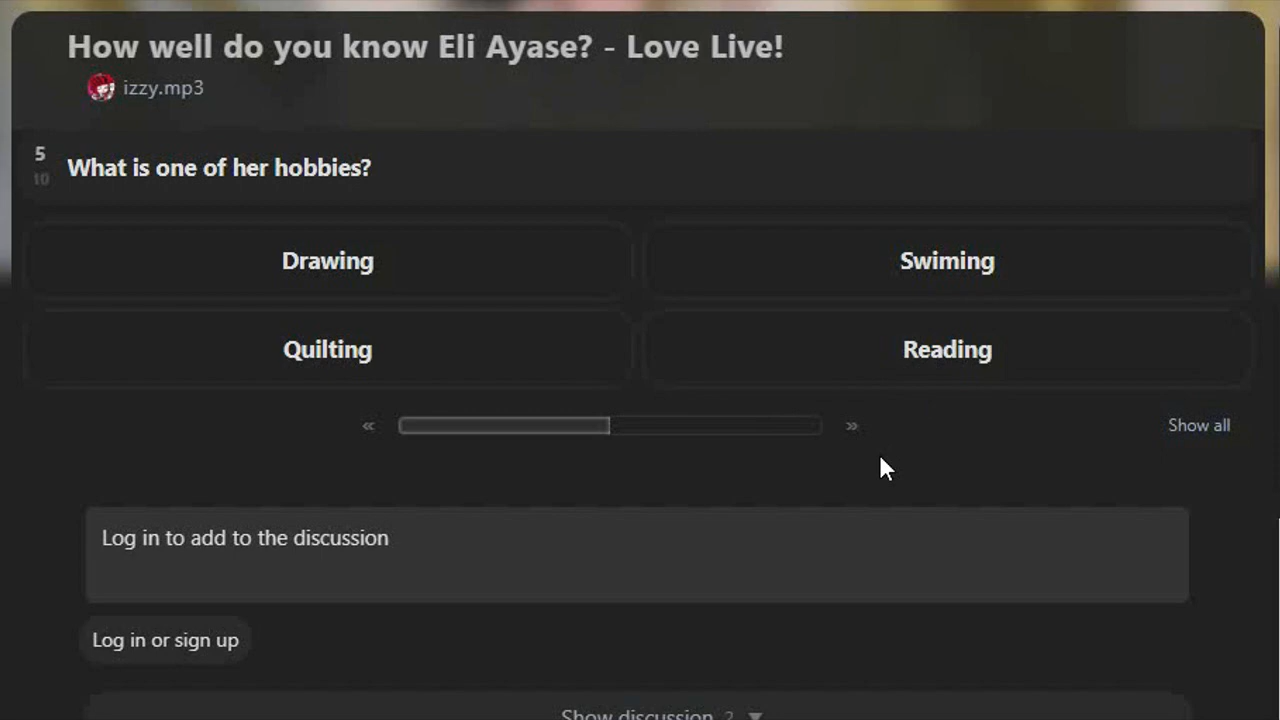 How well do you know Eli Ayase? - Love Live!
izzy.mp3
5
10
What is one of her hobbies?
Drawing
Swiming
Quilting
Reading
«
»
Show all
Log in to add to the discussion
Log in or sign up
Show discussion 2 ▼